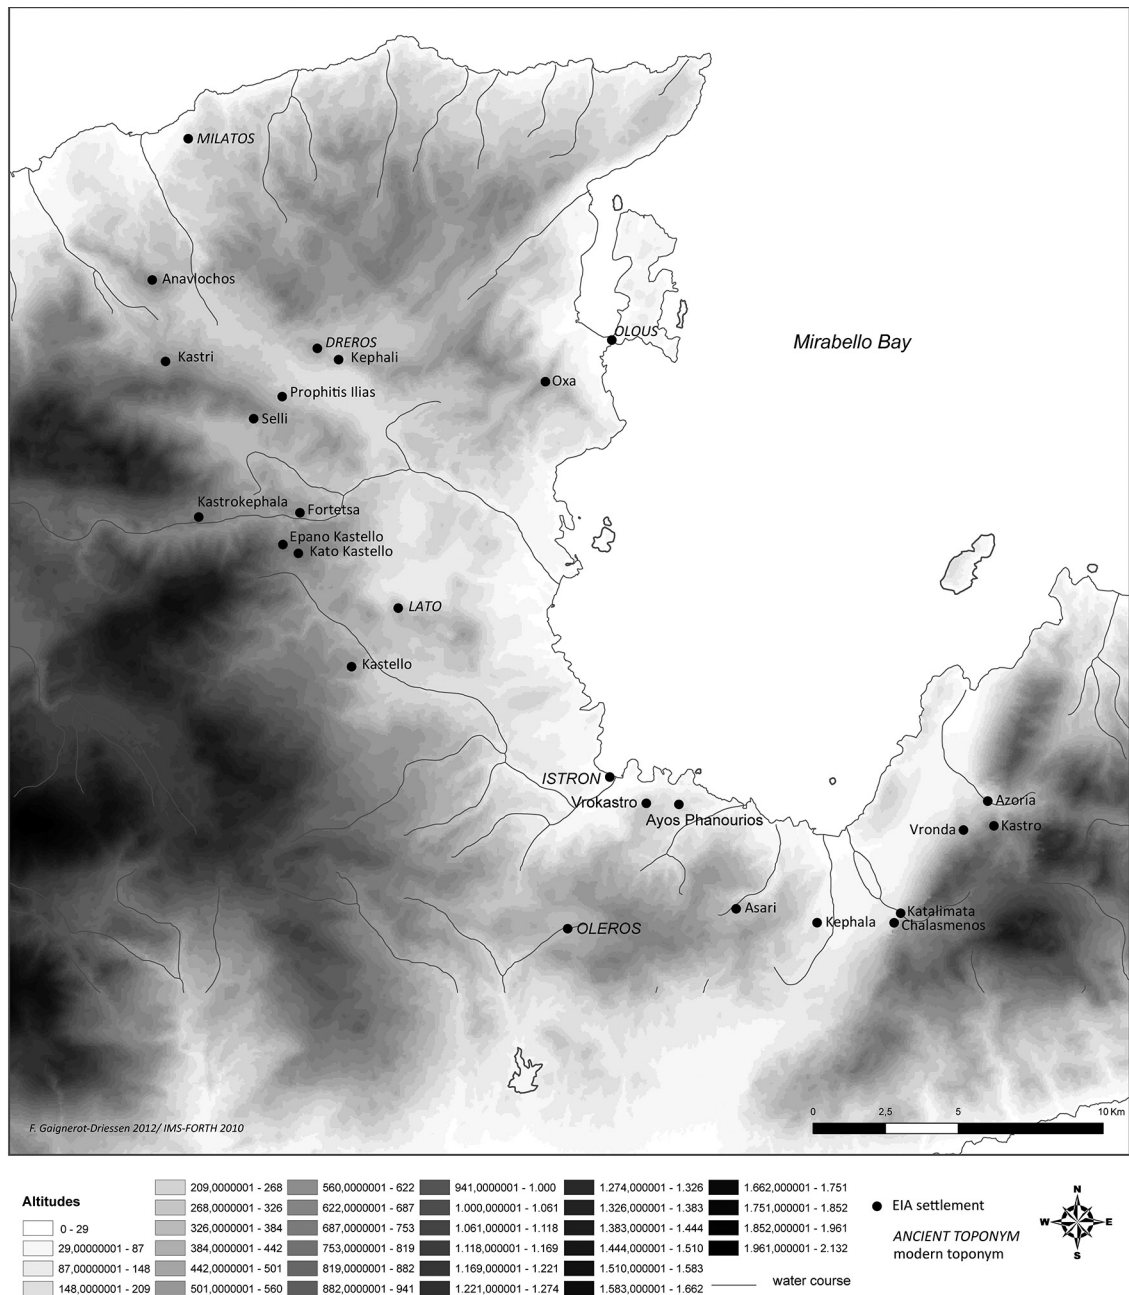 MILATOS
Anavlochos
DREROS
OLOUS
Mirabello Bay
Kastri
Kephali
Oxa
Prophitis Ilias
Selli
Kastrokephala
Fortetsa
Epano Kastello
Kato Kastello
LATO
Kastello
ISTRON
Vrokastro
Azoria
Ayos Phanourios
Vronda
Kastro
Asari
Katalimata
OLEROS
Kephala
Chalasmenos
0 2,5 5 10 Km
F. Gaignerot-Driessen 2012/ IMS-FORTH 2010
Altitudes
0 - 29
29,00000001 - 87
87,0000001 - 148
148,0000001 - 209
209,0000001 - 268
268,0000001 - 326
326,0000001 - 384
384,0000001 - 442
442,0000001 - 501
501,0000001 - 560
560,0000001 - 622
622,0000001 - 687
687,0000001 - 753
753,0000001 - 819
819,0000001 - 882
882,0000001 - 941
941,0000001 - 1.000
1.000,000001 - 1.061
1.061,000001 - 1.118
1.118,000001 - 1.169
1.169,000001 - 1.221
1.221,000001 - 1.274
1.274,000001 - 1.326
1.326,000001 - 1.383
1.383,000001 - 1.444
1.444,000001 - 1.510
1.510,000001 - 1.583
1.583,000001 - 1.662
1.662,000001 - 1.751
1.751,000001 - 1.852
1.852,000001 - 1.961
1.961,000001 - 2.132
water course
EIA settlement
ANCIENT TOPONYM
modern toponym
N
W E
S